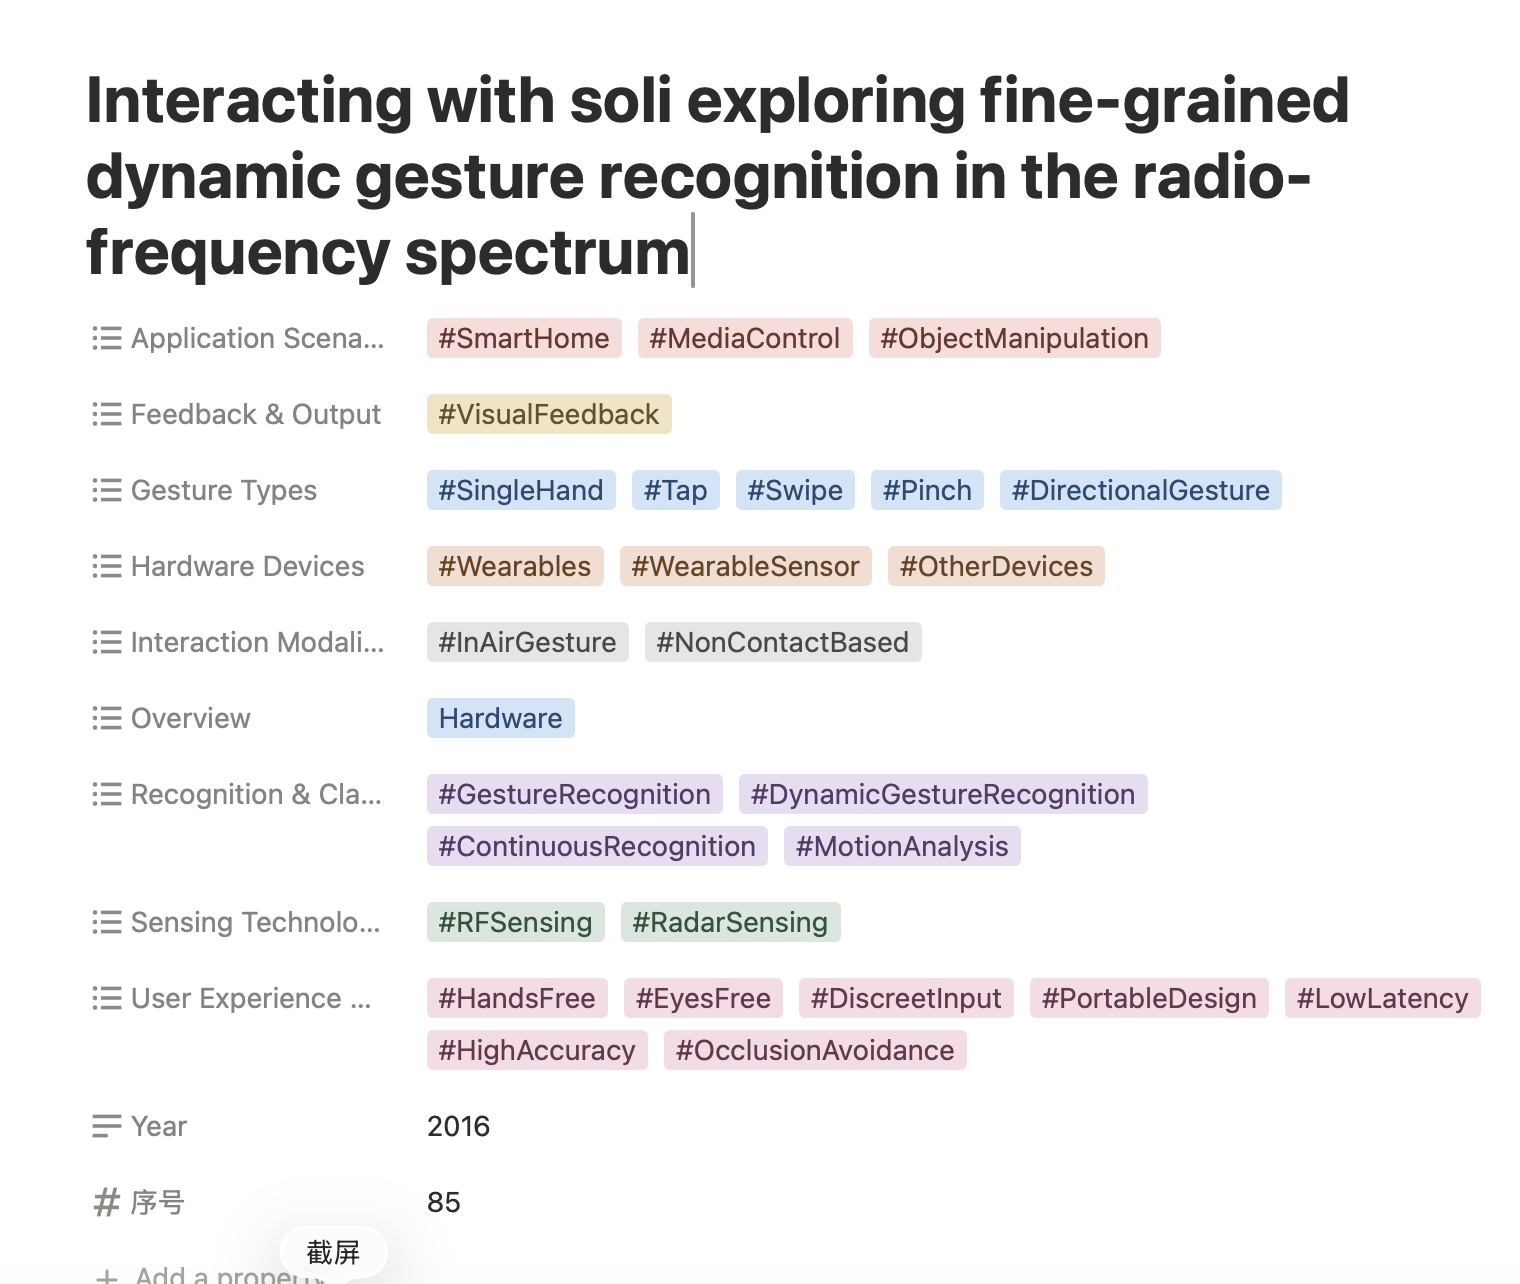 Interacting with soli exploring fine-grained
dynamic gesture recognition in the radio-
frequency spectrum
Application Scena... #SmartHome #MediaControl #ObjectManipulation
Feedback & Output #VisualFeedback
Gesture Types #SingleHand #Tap #Swipe #Pinch #DirectionalGesture
Hardware Devices #Wearables #WearableSensor #OtherDevices
Interaction Modali... #InAirGesture #NonContactBased
Overview Hardware
Recognition & Cla... #GestureRecognition #DynamicGestureRecognition
#ContinuousRecognition #MotionAnalysis
Sensing Technolo... #RFSensing #RadarSensing
User Experience ... #HandsFree #EyesFree #DiscreetInput #PortableDesign #LowLatency
#HighAccuracy #OcclusionAvoidance
Year 2016
# 序号 85
截屏
+ Add a property